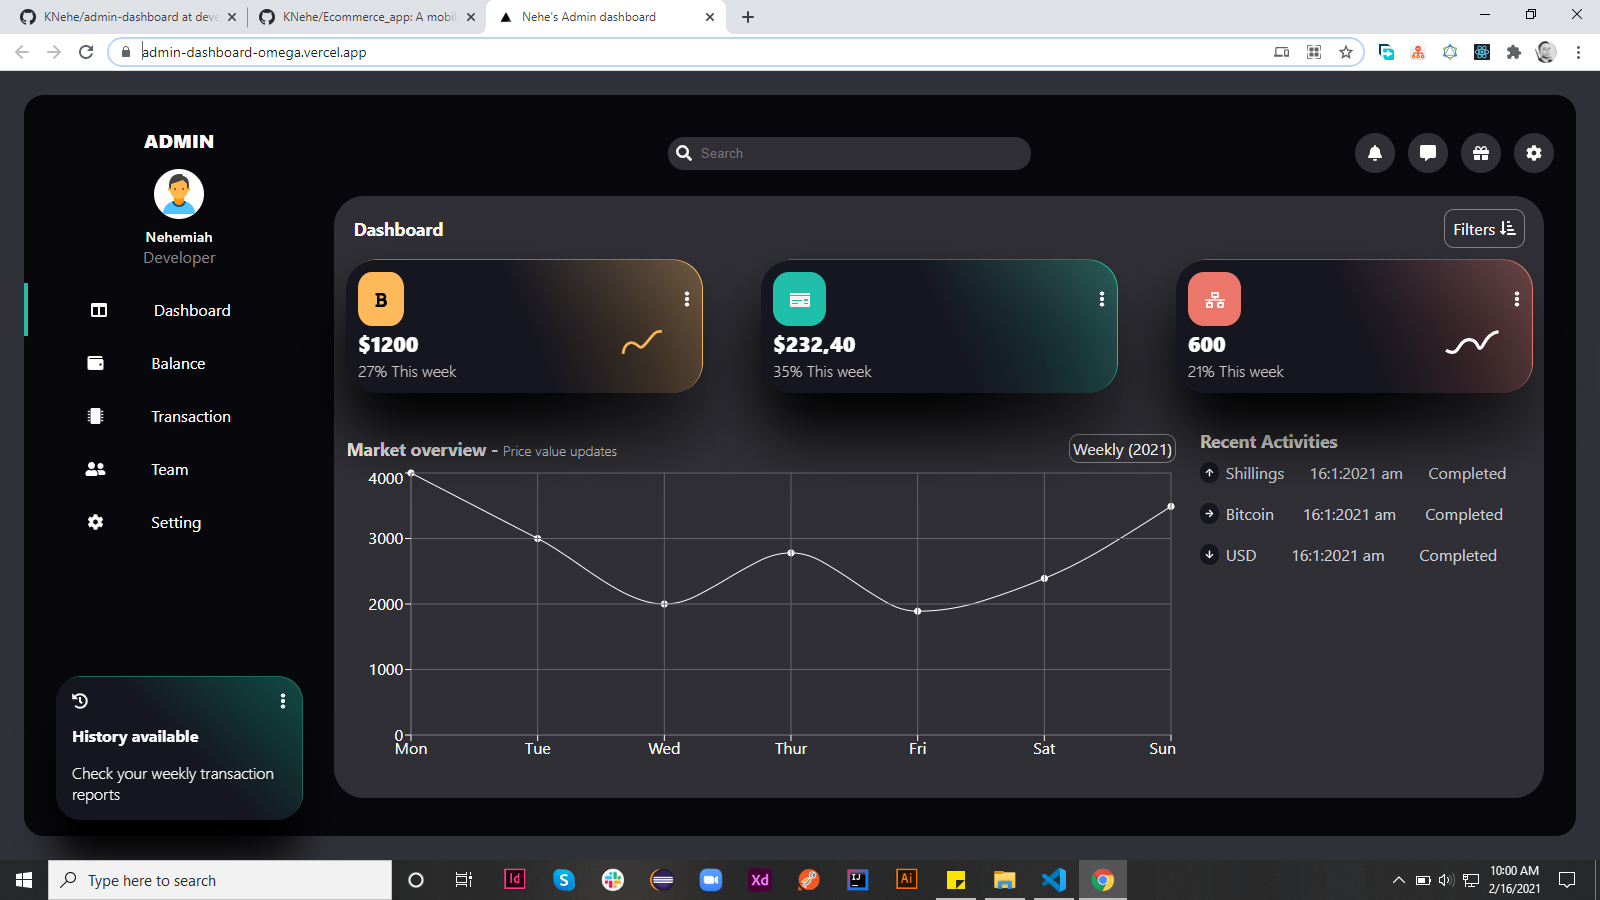 KNehe/admin-dashboard at deve
KNehe/Ecommerce_app: A mobil
Nehe's Admin dashboard
admin-dashboard-omega.vercel.app
ADMIN
Nehemiah
Developer
Dashboard
Balance
Transaction
Team
Setting
History available
Check your weekly transaction
reports
Search
Dashboard
Filters
B
$1200
27% This week
$232,40
35% This week
600
21% This week
Market overview - Price value updates
Weekly (2021)
4000
3000
2000
1000
0
Mon Tue Wed Thur Fri Sat Sun
Recent Activities
Shillings 16:1:2021 am Completed
Bitcoin 16:1:2021 am Completed
USD 16:1:2021 am Completed
Type here to search
Id
S
Xd
IJ
Ai
10:00 AM
2/16/2021